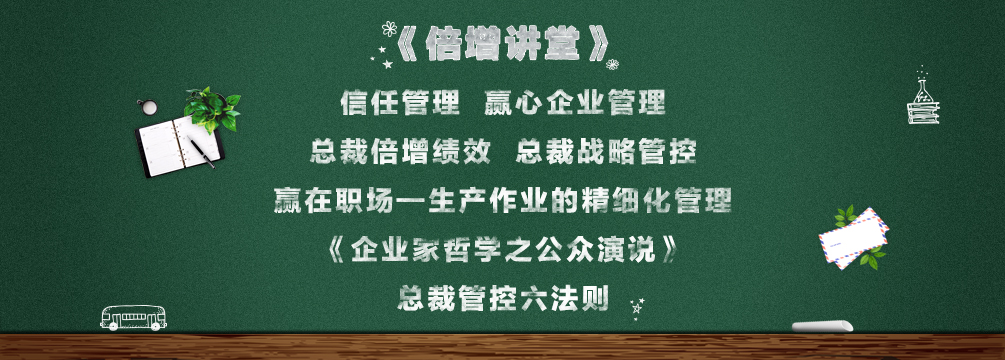 《倍增讲堂》
信任管理 赢心企业管理
总裁倍增绩效 总裁战略管控
赢在职场一生产作业的精细化管理
《企业家哲学之公众演说》
总裁管控六法则